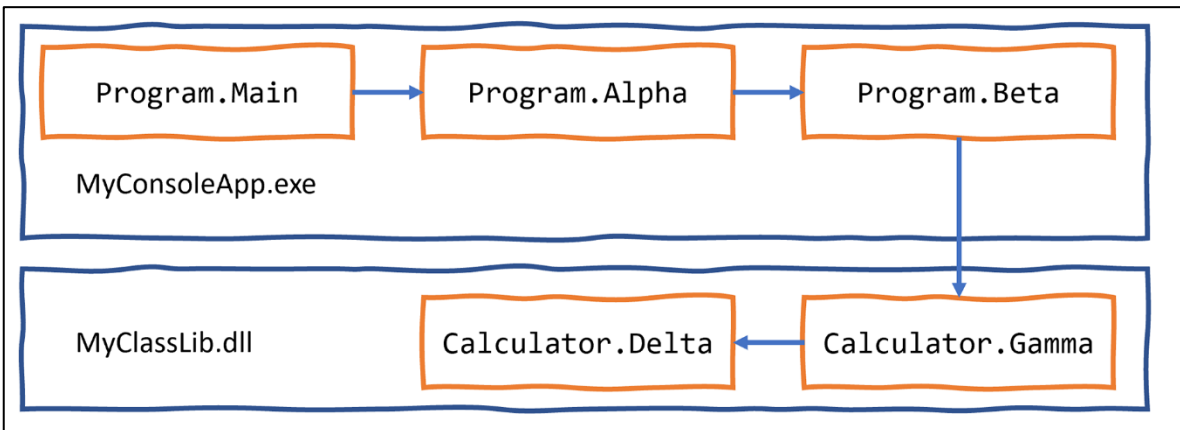 Program.Main
Program.Alpha
Program.Beta
MyConsoleApp.exe
MyClassLib.dll
Calculator.Delta
Calculator.Gamma